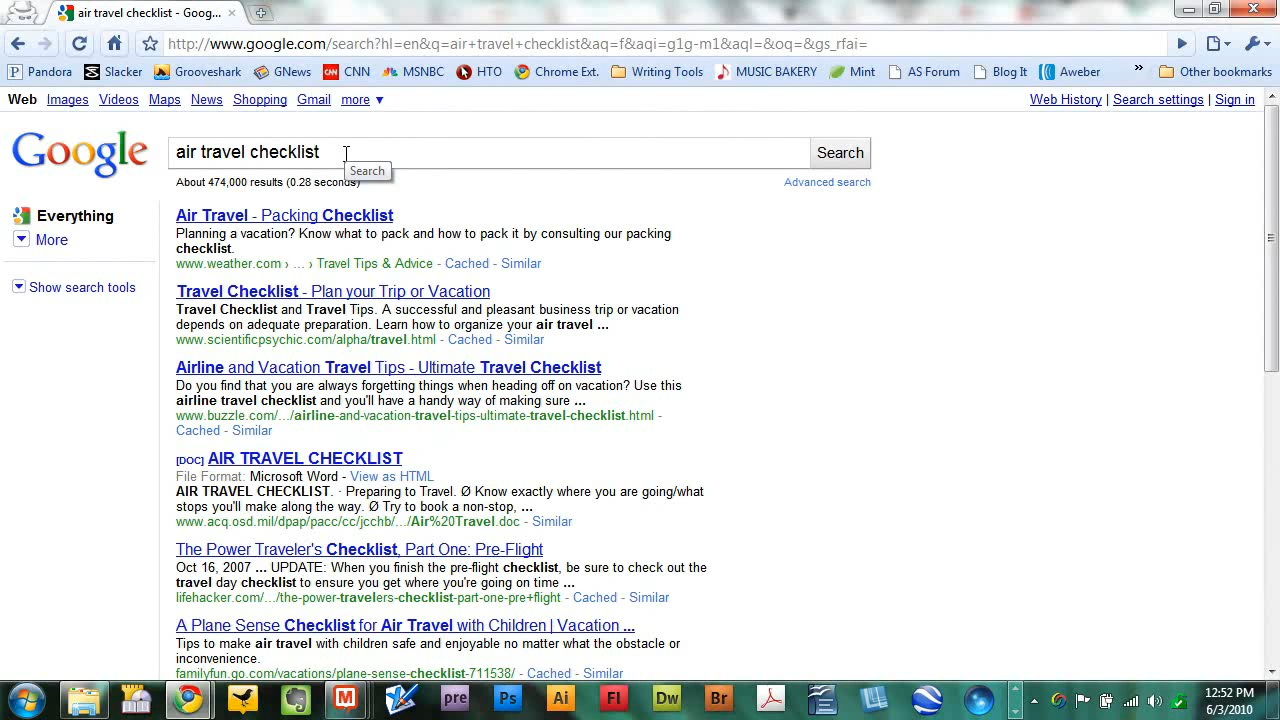 air travel checklist - Goog...
http://www.google.com/search?hl=en&q=air+travel+checklist&aq=f&aqi=g1g-m1&aql=&oq=&gs_rfai=
Pandora Slacker Grooveshark GNews CNN MSNBC HTO Chrome Ext. Writing Tools MUSIC BAKERY Mint AS Forum Blog It Aweber » Other bookmarks
Web Images Videos Maps News Shopping Gmail more ▼ Web History | Search settings | Sign in
Google
air travel checklist Search
Search
About 474,000 results (0.28 seconds) Advanced search
Everything
More
Show search tools
Air Travel - Packing Checklist
Planning a vacation? Know what to pack and how to pack it by consulting our packing
checklist.
www.weather.com › ... › Travel Tips & Advice - Cached - Similar
Travel Checklist - Plan your Trip or Vacation
Travel Checklist and Travel Tips. A successful and pleasant business trip or vacation
depends on adequate preparation. Learn how to organize your air travel ...
www.scientificpsychic.com/alpha/travel.html - Cached - Similar
Airline and Vacation Travel Tips - Ultimate Travel Checklist
Do you find that you are always forgetting things when heading off on vacation? Use this
airline travel checklist and you'll have a handy way of making sure ...
www.buzzle.com/.../airline-and-vacation-travel-tips-ultimate-travel-checklist.html -
Cached - Similar
[DOC] AIR TRAVEL CHECKLIST
File Format: Microsoft Word - View as HTML
AIR TRAVEL CHECKLIST. · Preparing to Travel. Ø Know exactly where you are going/what
stops you'll make along the way. Ø Try to book a non-stop, ...
www.acq.osd.mil/dpap/pacc/cc/jcchb/.../Air%20Travel.doc - Similar
The Power Traveler's Checklist, Part One: Pre-Flight
Oct 16, 2007 ... UPDATE: When you finish the pre-flight checklist, be sure to check out the
travel day checklist to ensure you get where you're going on time ...
lifehacker.com/.../the-power-travelers-checklist-part-one-pre+flight - Cached - Similar
A Plane Sense Checklist for Air Travel with Children | Vacation ...
Tips to make air travel with children safe and enjoyable no matter what the obstacle or
inconvenience.
familyfun.go.com/vacations/plane-sense-checklist-711538/ - Cached - Similar
M pre Ps Ai Fl Dw Br
12:52 PM
6/3/2010